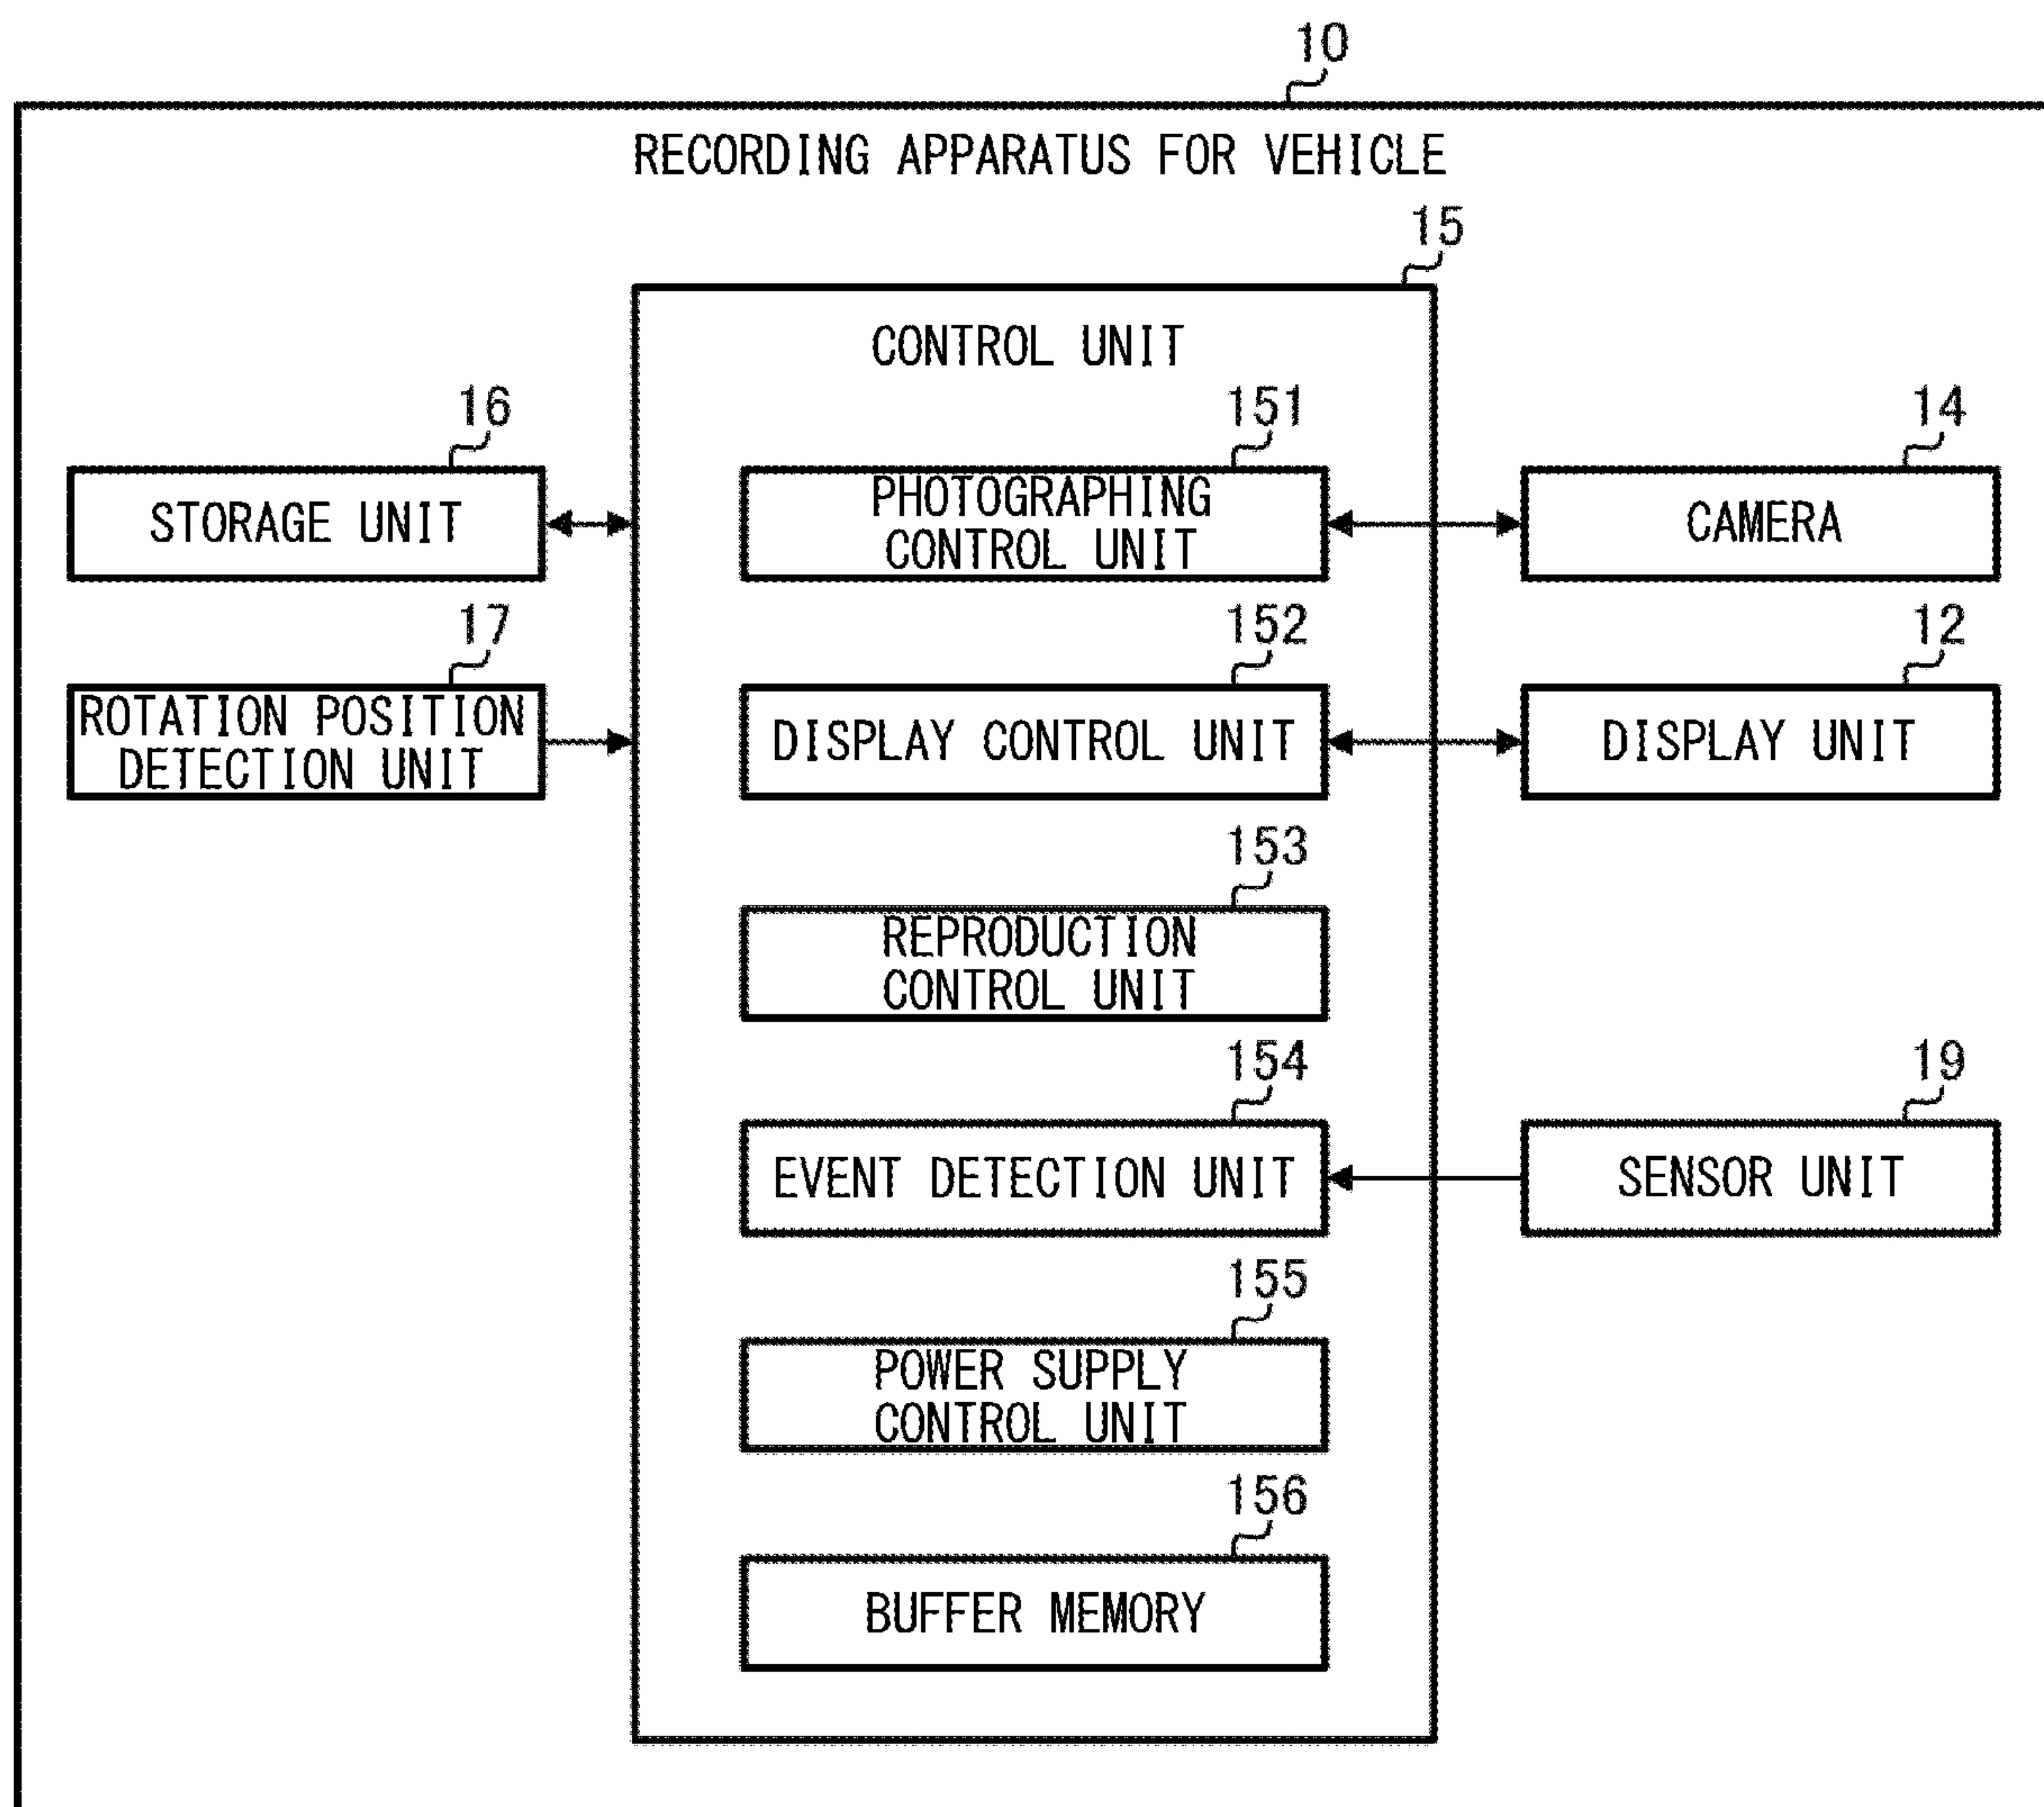 10
RECORDING APPARATUS FOR VEHICLE
15
CONTROL UNIT
16
151
14
STORAGE UNIT
PHOTOGRAPHING
CONTROL UNIT
CAMERA
17
152
12
ROTATION POSITION
DETECTION UNIT
DISPLAY CONTROL UNIT
DISPLAY UNIT
153
REPRODUCTION
CONTROL UNIT
154
19
EVENT DETECTION UNIT
SENSOR UNIT
155
POWER SUPPLY
CONTROL UNIT
156
BUFFER MEMORY